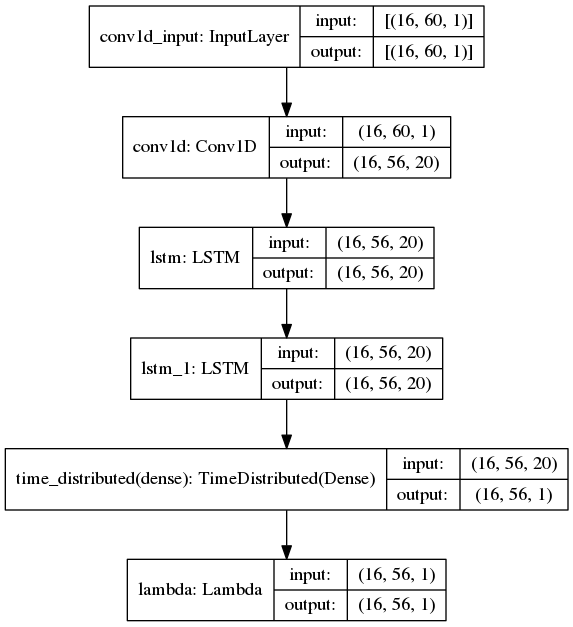 conv1d_input: InputLayer
input: [(16, 60, 1)]
output: [(16, 60, 1)]
conv1d: Conv1D
input: (16, 60, 1)
output: (16, 56, 20)
lstm: LSTM
input: (16, 56, 20)
output: (16, 56, 20)
lstm_1: LSTM
input: (16, 56, 20)
output: (16, 56, 20)
time_distributed(dense): TimeDistributed(Dense)
input: (16, 56, 20)
output: (16, 56, 1)
lambda: Lambda
input: (16, 56, 1)
output: (16, 56, 1)